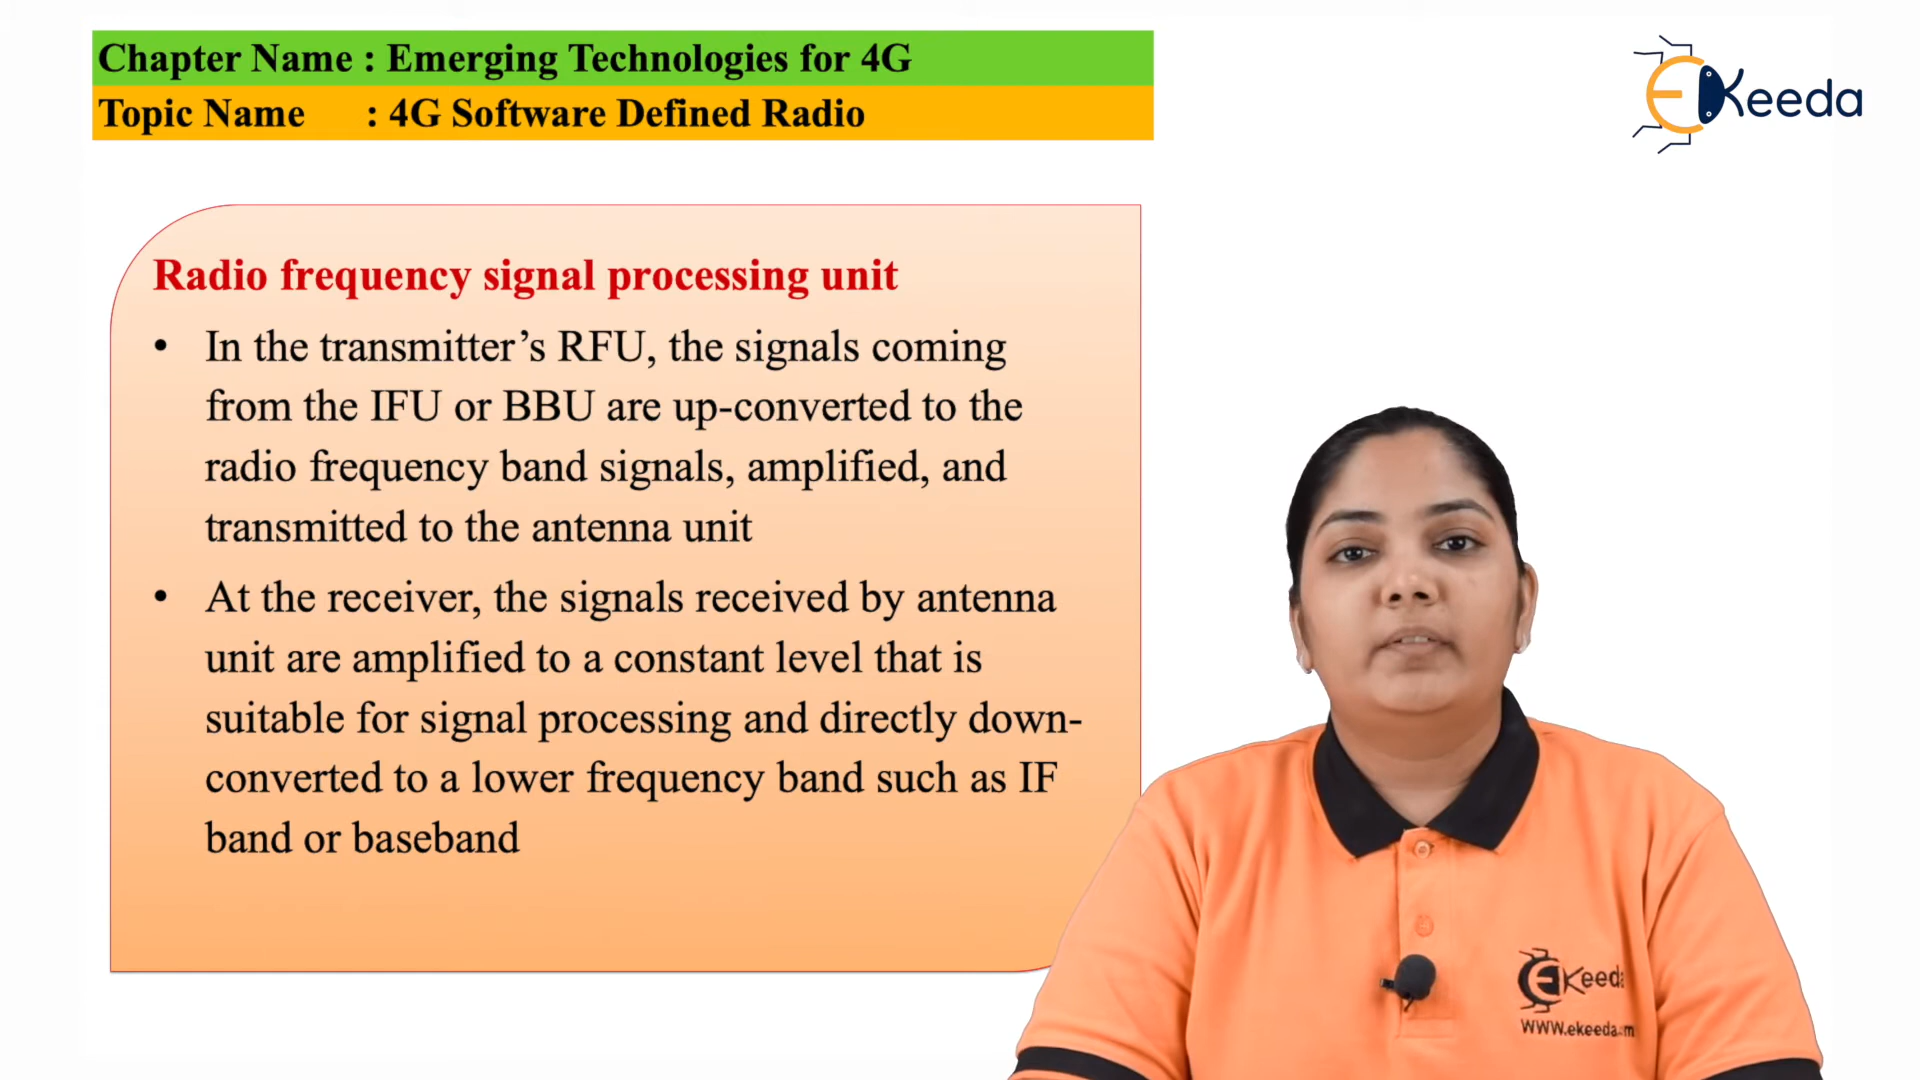 Chapter Name : Emerging Technologies for 4G
Topic Name : 4G Software Defined Radio
EKeeda
Radio frequency signal processing unit
• In the transmitter’s RFU, the signals coming
from the IFU or BBU are up-converted to the
radio frequency band signals, amplified, and
transmitted to the antenna unit
• At the receiver, the signals received by antenna
unit are amplified to a constant level that is
suitable for signal processing and directly down-
converted to a lower frequency band such as IF
band or baseband
EKeeda